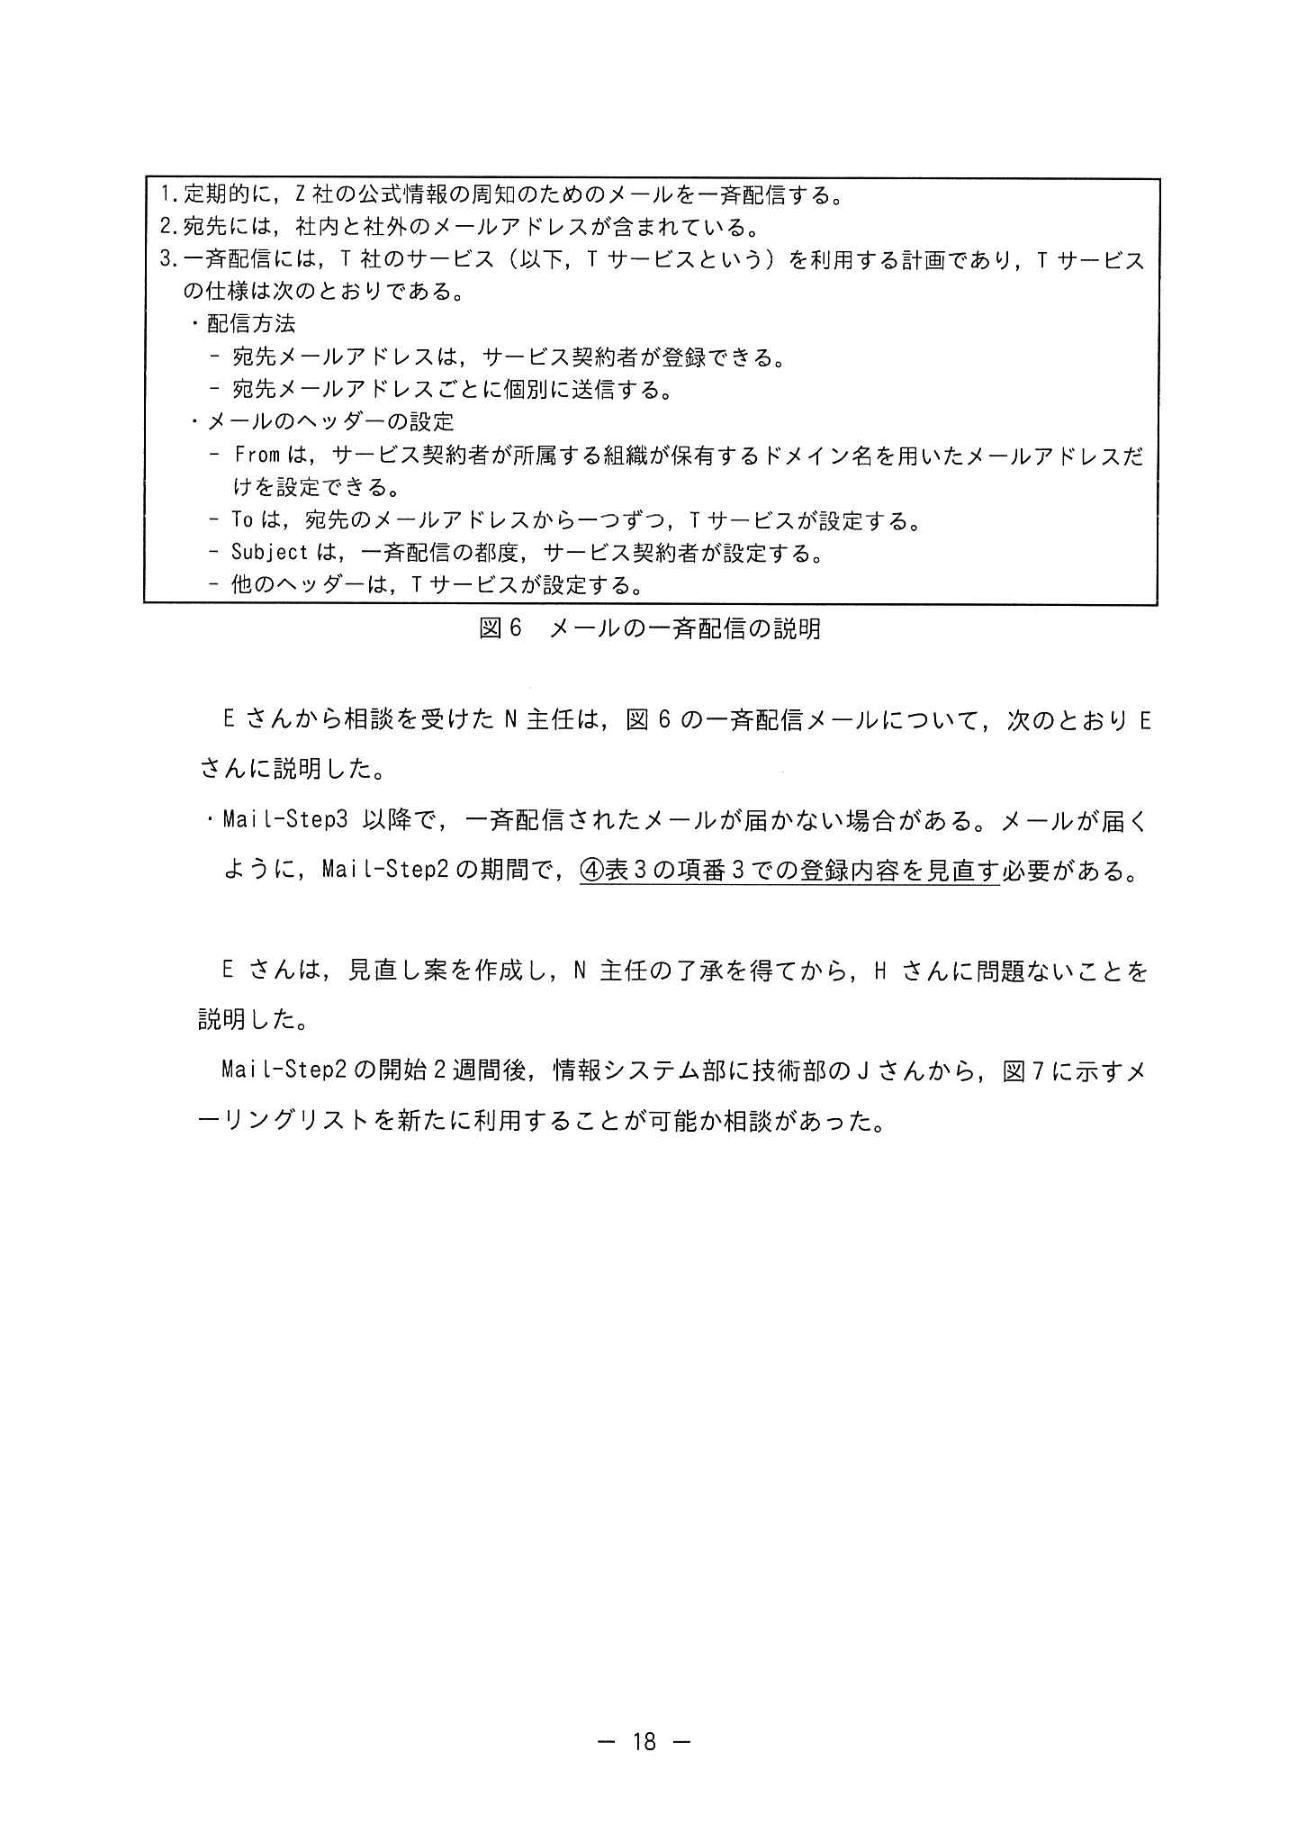 1.定期的に，Z社の公式情報の周知のためのメールを一斉配信する。
2.宛先には，社内と社外のメールアドレスが含まれている。
3.一斉配信には，T社のサービス（以下，Tサービスという）を利用する計画であり，Tサービス
の仕様は次のとおりである。
・配信方法
- 宛先メールアドレスは，サービス契約者が登録できる。
- 宛先メールアドレスごとに個別に送信する。
・メールのヘッダーの設定
- Fromは，サービス契約者が所属する組織が保有するドメイン名を用いたメールアドレスだ
けを設定できる。
- Toは，宛先のメールアドレスから一つずつ，Tサービスが設定する。
- Subjectは，一斉配信の都度，サービス契約者が設定する。
- 他のヘッダーは，Tサービスが設定する。
図6　メールの一斉配信の説明
Eさんから相談を受けたN主任は，図6の一斉配信メールについて，次のとおりE
さんに説明した。
・Mail-Step3 以降で，一斉配信されたメールが届かない場合がある。メールが届く
ように，Mail-Step2の期間で，④表3の項番3での登録内容を見直す必要がある。
Eさんは，見直し案を作成し，N主任の了承を得てから，Hさんに問題ないことを
説明した。
Mail-Step2の開始2週間後，情報システム部に技術部のJさんから，図7に示すメ
ーリングリストを新たに利用することが可能か相談があった。
－ 18 －